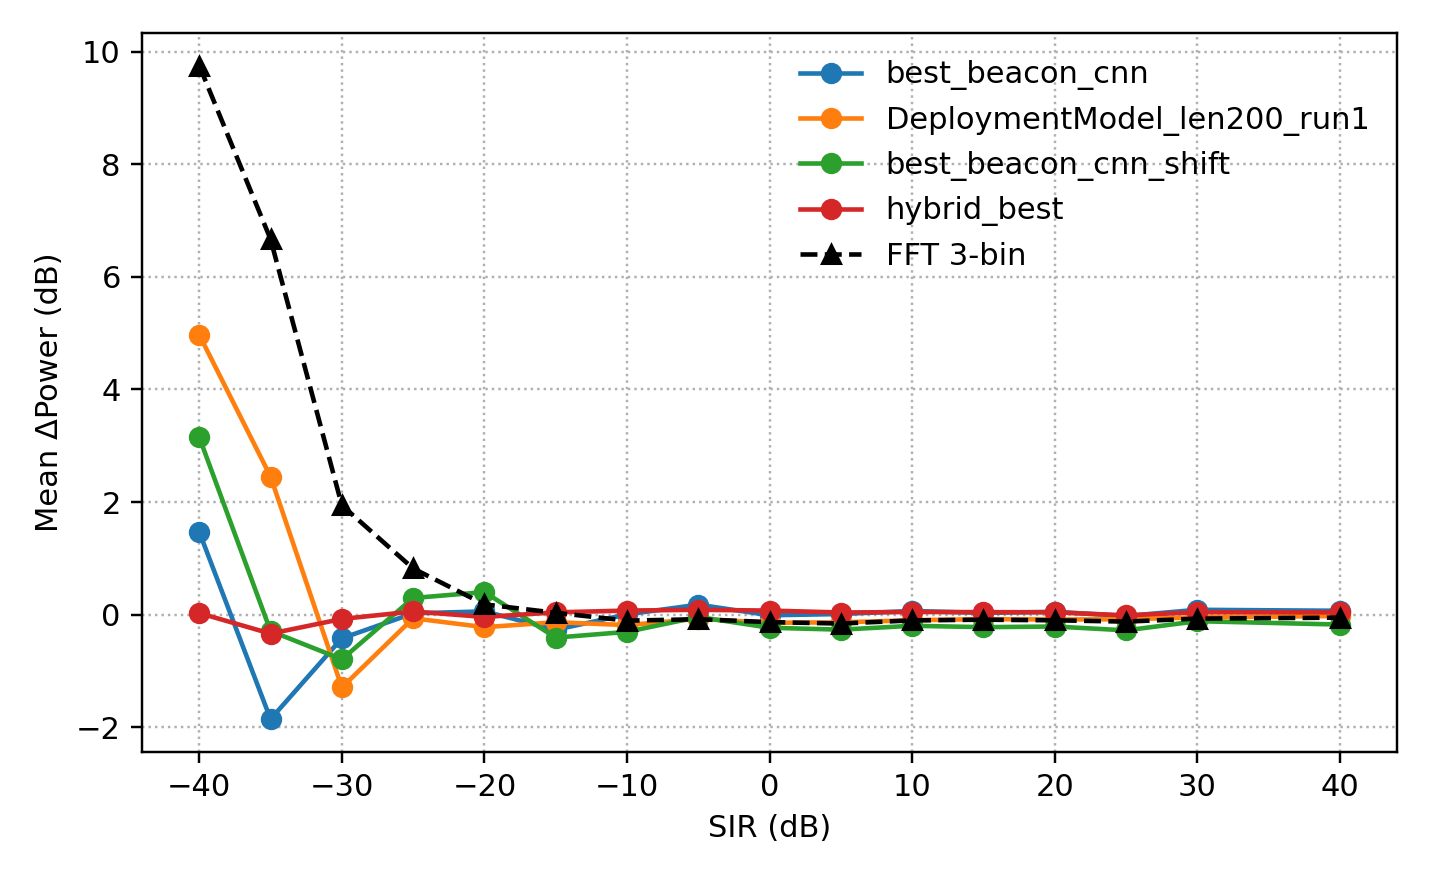 10
8
6
4
2
0
−2
Mean ΔPower (dB)
best_beacon_cnn
DeploymentModel_len200_run1
best_beacon_cnn_shift
hybrid_best
FFT 3-bin
−40 −30 −20 −10 0 10 20 30 40
SIR (dB)